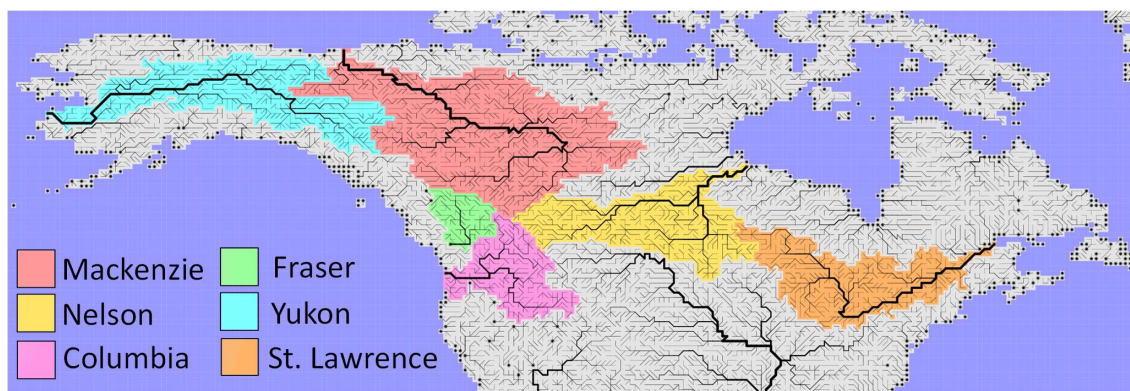 Mackenzie
Fraser
Nelson
Yukon
Columbia
St. Lawrence